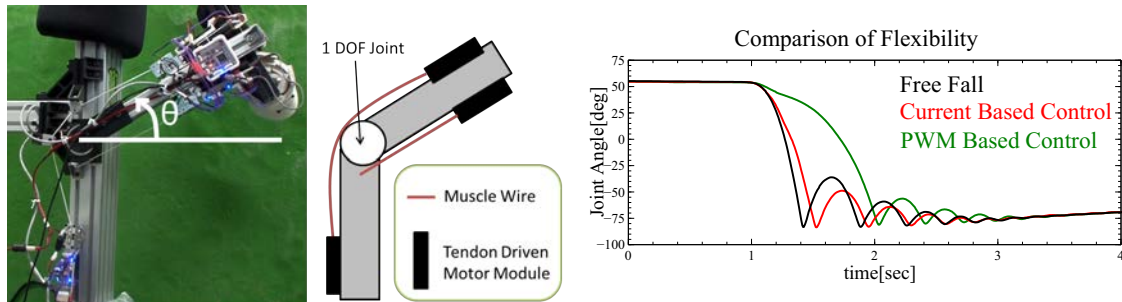 θ
1 DOF Joint
Muscle Wire
Tendon Driven
Motor Module
Comparison of Flexibility
Joint Angle[deg]
75
50
25
0
−25
−50
−75
−100
Free Fall
Current Based Control
PWM Based Control
0
1
2
3
4
time[sec]